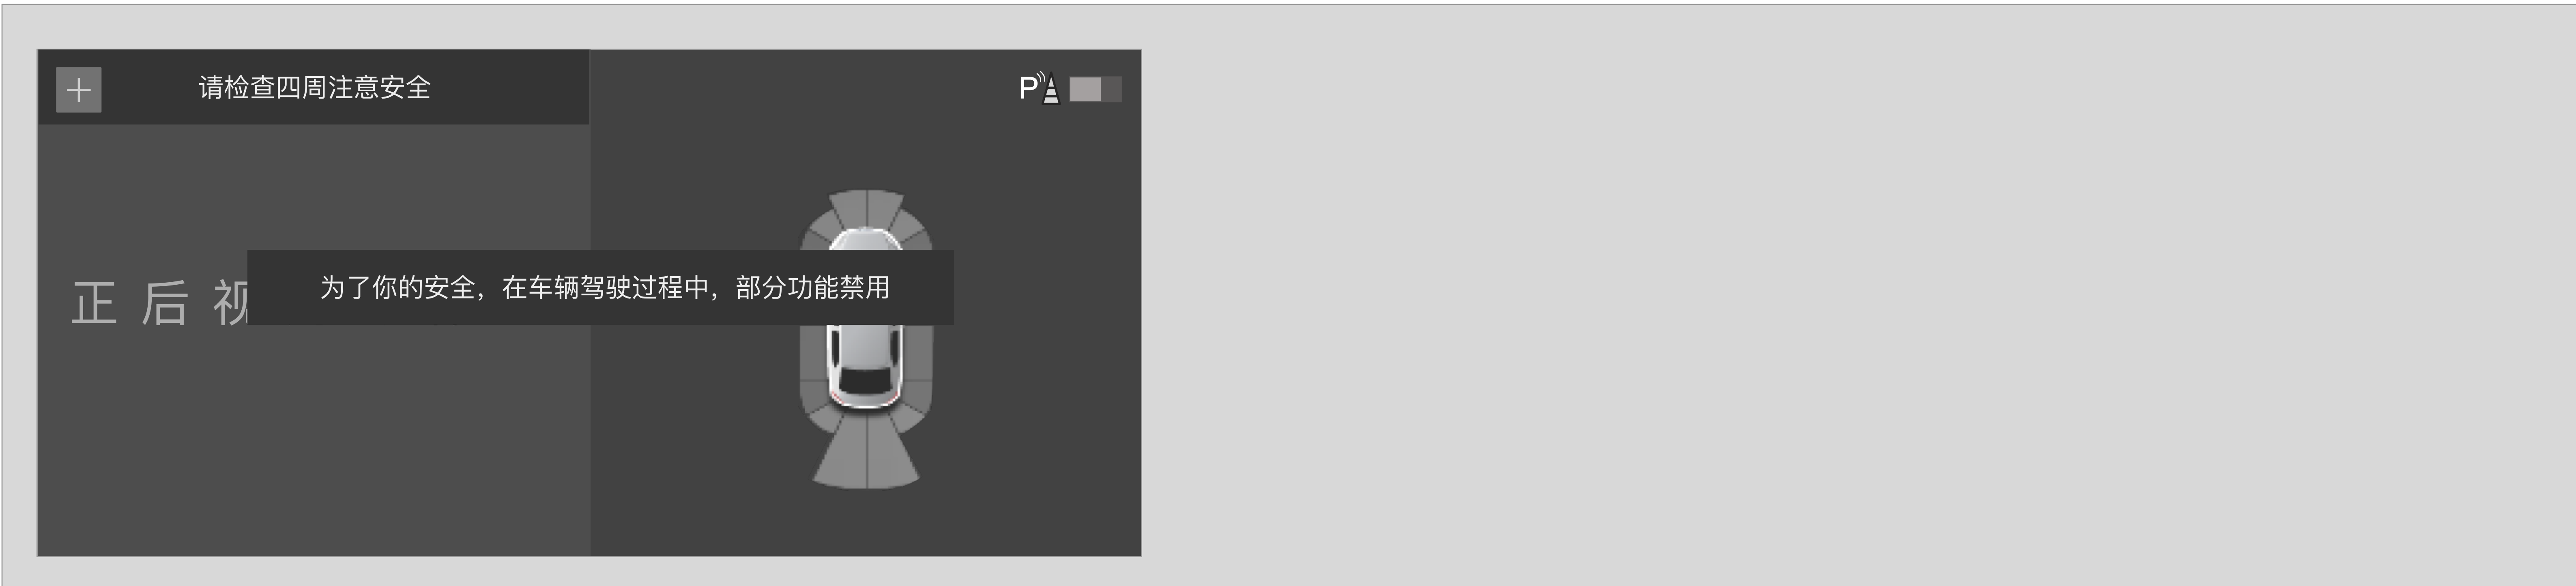 请检查四周注意安全
P
为了你的安全，在车辆驾驶过程中，部分功能禁用
正后视